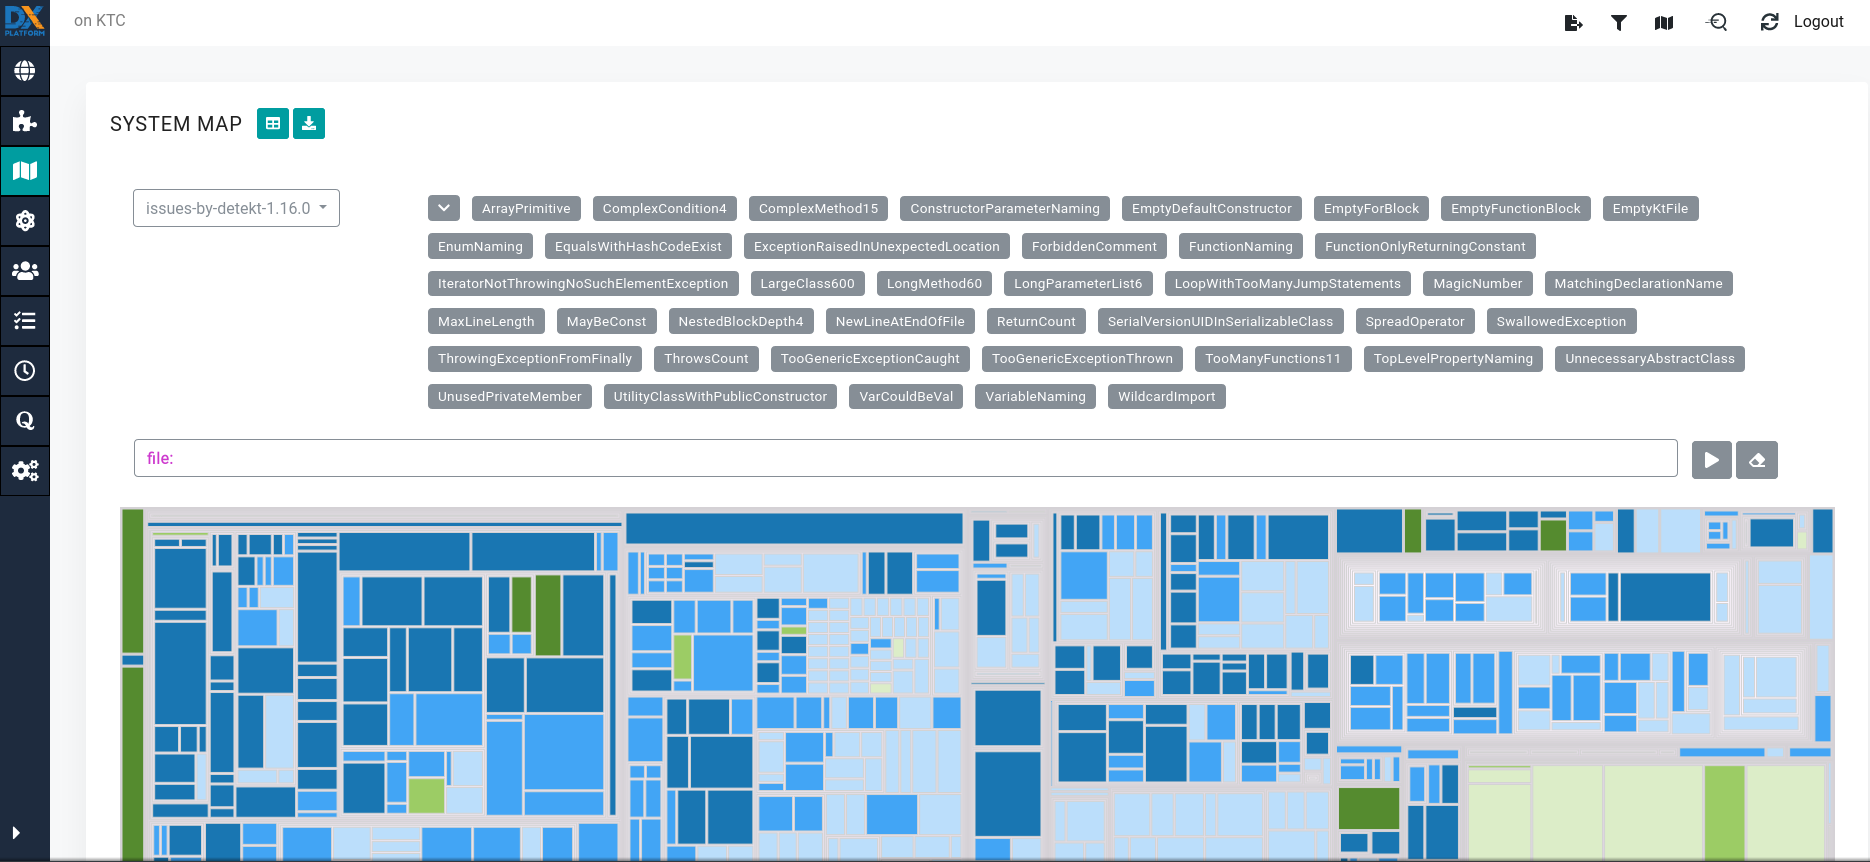 DX
PLATFORM
on KTC
Logout
SYSTEM MAP
issues-by-detekt-1.16.0
ArrayPrimitive ComplexCondition4 ComplexMethod15 ConstructorParameterNaming EmptyDefaultConstructor EmptyForBlock EmptyFunctionBlock EmptyKtFile
EnumNaming EqualsWithHashCodeExist ExceptionRaisedInUnexpectedLocation ForbiddenComment FunctionNaming FunctionOnlyReturningConstant
IteratorNotThrowingNoSuchElementException LargeClass600 LongMethod60 LongParameterList6 LoopWithTooManyJumpStatements MagicNumber MatchingDeclarationName
MaxLineLength MayBeConst NestedBlockDepth4 NewLineAtEndOfFile ReturnCount SerialVersionUIDInSerializableClass SpreadOperator SwallowedException
ThrowingExceptionFromFinally ThrowsCount TooGenericExceptionCaught TooGenericExceptionThrown TooManyFunctions11 TopLevelPropertyNaming UnnecessaryAbstractClass
UnusedPrivateMember UtilityClassWithPublicConstructor VarCouldBeVal VariableNaming WildcardImport
file:
Q